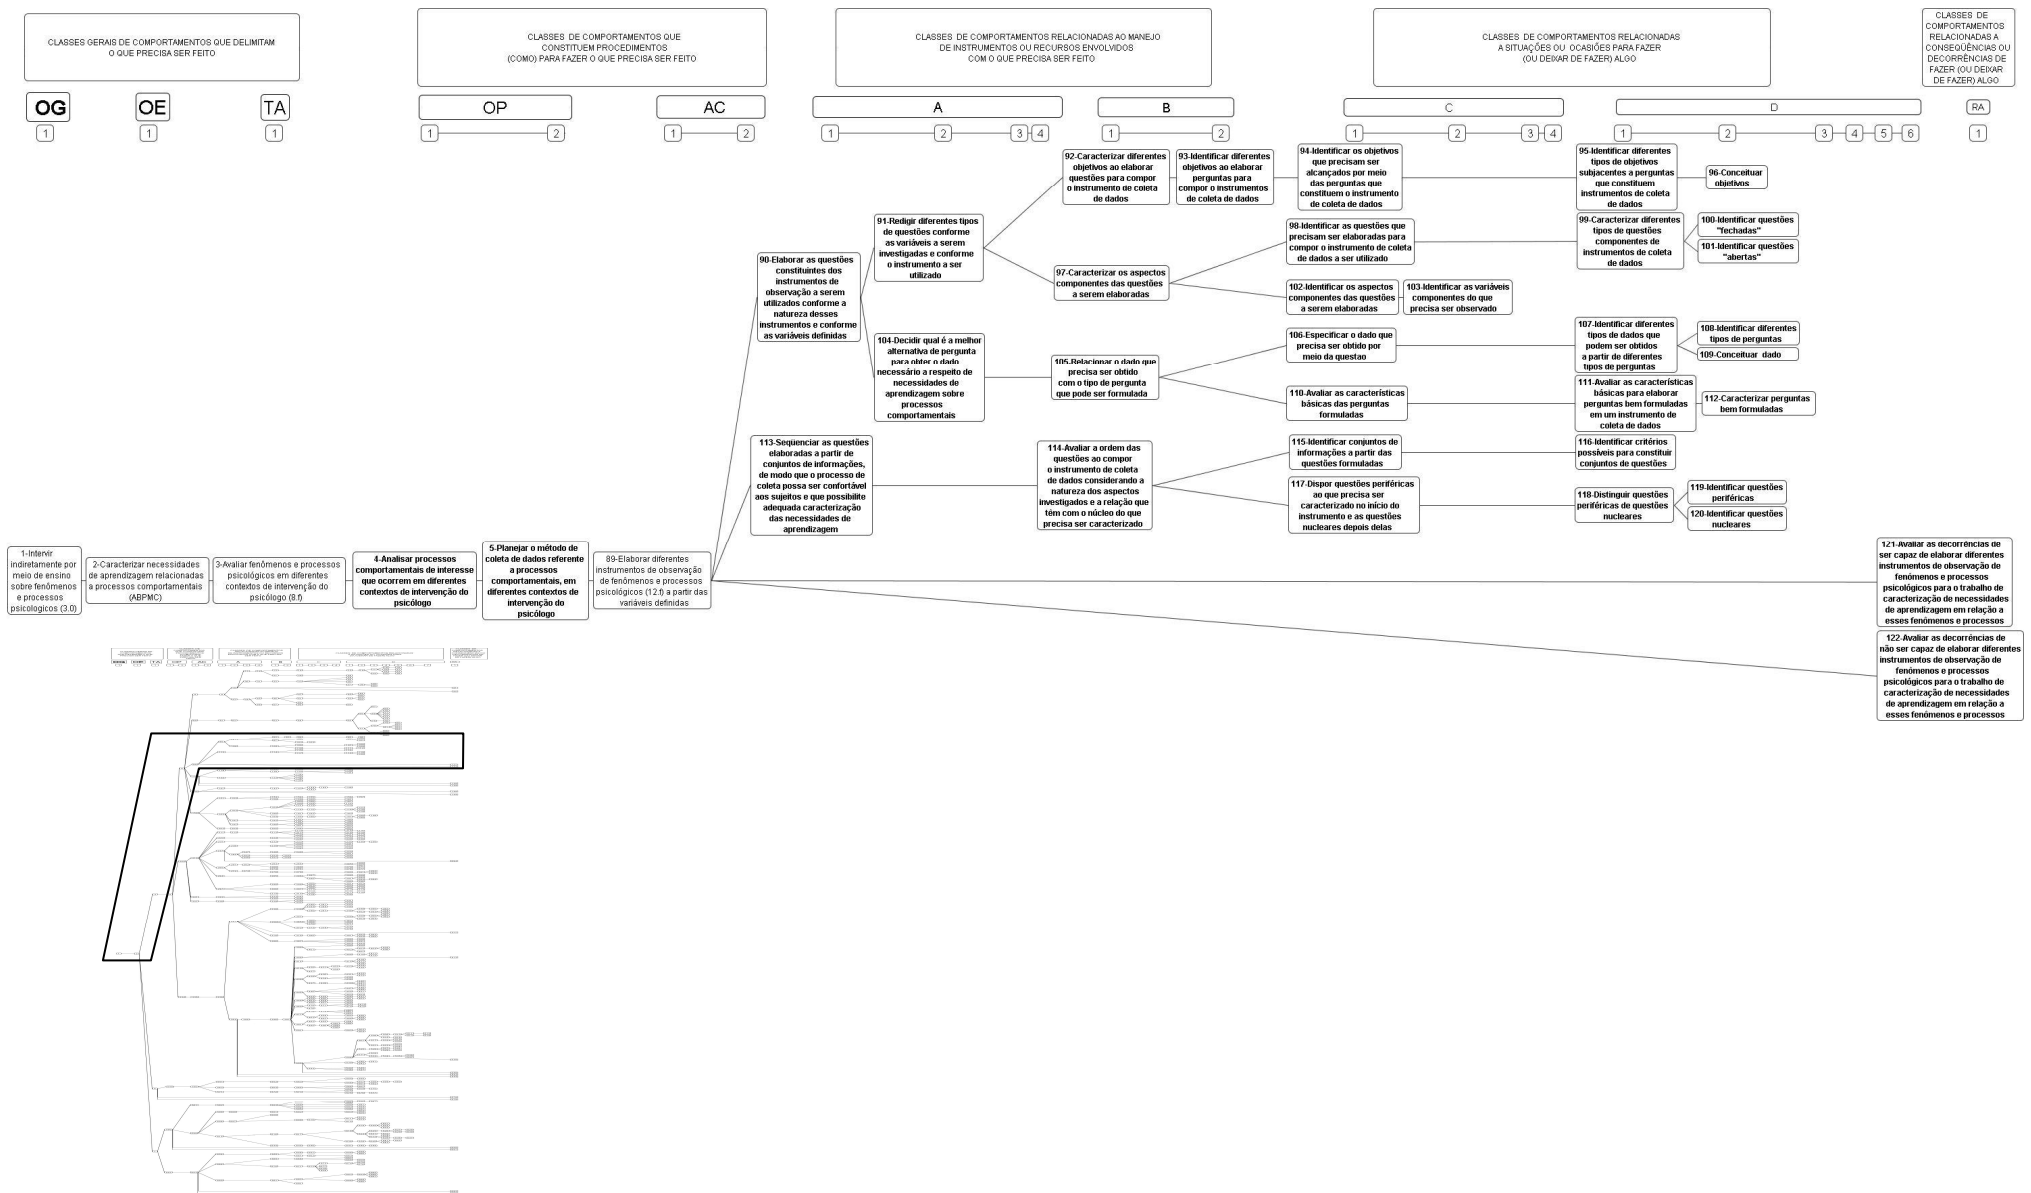 CLASSES GERAIS DE COMPORTAMENTOS QUE DELIMITAM
O QUE PRECISA SER FEITO
CLASSES DE COMPORTAMENTOS QUE
CONSTITUEM PROCEDIMENTOS
(COMO) PARA FAZER O QUE PRECISA SER FEITO
CLASSES DE COMPORTAMENTOS RELACIONADAS AO MANEJO
DE INSTRUMENTOS OU RECURSOS ENVOLVIDOS
COM O QUE PRECISA SER FEITO
CLASSES DE COMPORTAMENTOS RELACIONADAS
A SITUAÇÕES OU OCASIÕES PARA FAZER
(OU DEIXAR DE FAZER) ALGO
CLASSES DE
COMPORTAMENTOS
RELACIONADAS A
CONSEQÜÊNCIAS OU
DECORRÊNCIAS DE
FAZER (OU DEIXAR
DE FAZER) ALGO
OG OE TA OP AC A B C D RA
1 1 1 1 2 1 2 1 2 3 4 1 2 1 2 3 4 1 2 3 4 5 6 1
92-Caracterizar diferentes
objetivos ao elaborar
questões para compor
o instrumento de coleta
de dados
93-Identificar diferentes
objetivos ao elaborar
perguntas para
compor o instrumentos
de coleta de dados
94-Identificar os objetivos
que precisam ser
alcançados por meio
das perguntas que
constituem o instrumento
de coleta de dados
95-Identificar diferentes
tipos de objetivos
subjacentes a perguntas
que constituem
instrumentos de coleta
de dados
96-Conceituar
objetivos
91-Redigir diferentes tipos
de questões conforme
as variáveis a serem
investigadas e conforme
o instrumento a ser
utilizado
98-Identificar as questões que
precisam ser elaboradas para
compor o instrumento de coleta
de dados a ser utilizado
99-Caracterizar diferentes
tipos de questões
componentes de
instrumentos de coleta
de dados
100-Identificar questões
"fechadas"
101-Identificar questões
"abertas"
90-Elaborar as questões
constituintes dos
instrumentos de
observação a serem
utilizados conforme a
natureza desses
instrumentos e conforme
as variáveis definidas
97-Caracterizar os aspectos
componentes das questões
a serem elaboradas
102-Identificar os aspectos
componentes das questões
a serem elaboradas
103-Identificar as variáveis
componentes do que
precisa ser observado
104-Decidir qual é a melhor
alternativa de pergunta
para obter o dado
necessário a respeito de
necessidades de
aprendizagem sobre
processos
comportamentais
105-Relacionar o dado que
precisa ser obtido
com o tipo de pergunta
que pode ser formulada
106-Especificar o dado que
precisa ser obtido por
meio da questao
107-Identificar diferentes
tipos de dados que
podem ser obtidos
a partir de diferentes
tipos de perguntas
108-Identificar diferentes
tipos de perguntas
109-Conceituar dado
110-Avaliar as características
básicas das perguntas
formuladas
111-Avaliar as características
básicas para elaborar
perguntas bem formuladas
em um instrumento de
coleta de dados
112-Caracterizar perguntas
bem formuladas
113-Seqüenciar as questões
elaboradas a partir de
conjuntos de informações,
de modo que o processo de
coleta possa ser confortável
aos sujeitos e que possibilite
adequada caracterização
das necessidades de
aprendizagem
114-Avaliar a ordem das
questões ao compor
o instrumento de coleta
de dados considerando a
natureza dos aspectos
investigados e a relação que
têm com o núcleo do que
precisa ser caracterizado
115-Identificar conjuntos de
informações a partir das
questões formuladas
116-Identificar critérios
possíveis para constituir
conjuntos de questões
117-Dispor questões periféricas
ao que precisa ser
caracterizado no início do
instrumento e as questões
nucleares depois delas
118-Distinguir questões
periféricas de questões
nucleares
119-Identificar questões
periféricas
120-Identificar questões
nucleares
1-Intervir
indiretamente por
meio de ensino
sobre fenômenos
e processos
psicologicos (3.0)
2-Caracterizar necessidades
de aprendizagem relacionadas
a processos comportamentais
(ABPMC)
3-Avaliar fenômenos e processos
psicológicos em diferentes
contextos de intervenção do
psicólogo (8.f)
4-Analisar processos
comportamentais de interesse
que ocorrem em diferentes
contextos de intervenção do
psicólogo
5-Planejar o método de
coleta de dados referente
a processos
comportamentais, em
diferentes contextos de
intervenção do
psicólogo
89-Elaborar diferentes
instrumentos de observação
de fenômenos e processos
psicológicos (12.f) a partir das
variáveis definidas
121-Avaliar as decorrências de
ser capaz de elaborar diferentes
instrumentos de observação de
fenômenos e processos
psicológicos para o trabalho de
caracterização de necessidades
de aprendizagem em relação a
esses fenômenos e processos
122-Avaliar as decorrências de
não ser capaz de elaborar diferentes
instrumentos de observação de
fenómenos e processos
psicológicos para o trabalho de
caracterização de necessidades
de aprendizagem em relação a
esses fenómenos e processos